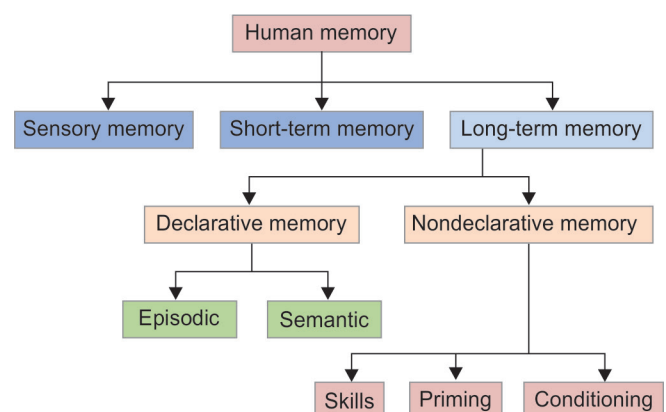 Human memory
Sensory memory
Short-term memory
Long-term memory
Declarative memory
Nondeclarative memory
Episodic
Semantic
Skills
Priming
Conditioning